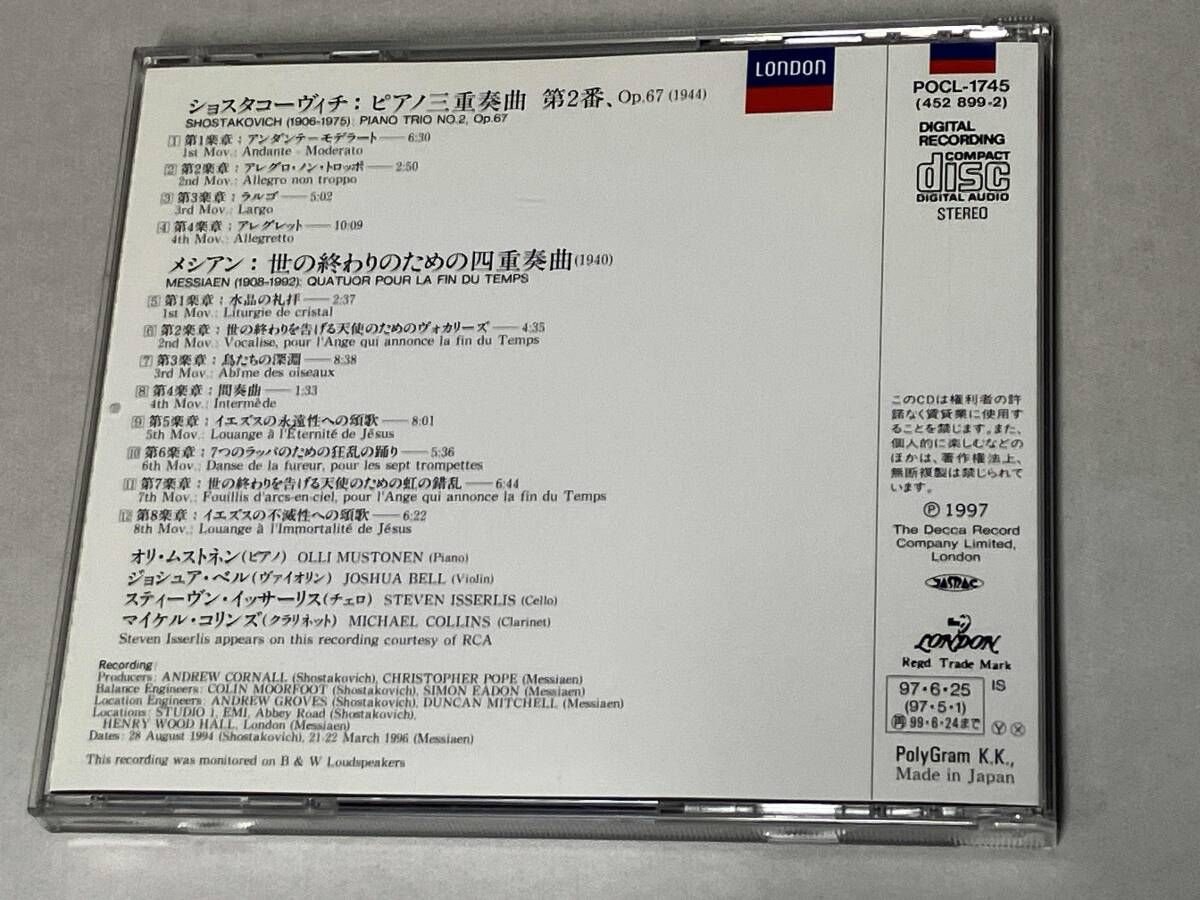 LONDON
ショスタコーヴィチ：ピアノ三重奏曲 第2番、Op.67 (1944)
SHOSTAKOVICH (1906-1975): PIANO TRIO NO.2, Op.67
1 第1楽章：アンダンテーモデラート——6:30
1st Mov.: Andante - Moderato
2 第2楽章：アレグロ・ノン・トロッポ——2:50
2nd Mov.: Allegro non troppo
3 第3楽章：ラルゴ——5:02
3rd Mov.: Largo
4 第4楽章：アレグレット——10:09
4th Mov.: Allegretto
メシアン：世の終わりのための四重奏曲(1940)
MESSIAEN (1908-1992): QUATUOR POUR LA FIN DU TEMPS
5 第1楽章：水晶の礼拝——2:37
1st Mov.: Liturgie de cristal
6 第2楽章：世の終わりを告げる天使のためのヴォカリーズ——4:35
2nd Mov.: Vocalise, pour l'Ange qui annonce la fin du Temps
7 第3楽章：鳥たちの深淵——8:38
3rd Mov.: Abîme des oiseaux
8 第4楽章：間奏曲——1:33
4th Mov.: Intermède
9 第5楽章：イエズスの永遠性への頌歌——8:01
5th Mov.: Louange à l'Éternité de Jésus
10 第6楽章：7つのラッパのための狂乱の踊り——5:36
6th Mov.: Danse de la fureur, pour les sept trompettes
11 第7楽章：世の終わりを告げる天使のための虹の錯乱——6:44
7th Mov.: Fouillis d'arcs-en-ciel, pour l'Ange qui annonce la fin du Temps
12 第8楽章：イエズスの不滅性への頌歌——6:22
8th Mov.: Louange à l'Immortalité de Jésus
オリ・ムストネン(ピアノ) OLLI MUSTONEN (Piano)
ジョシュア・ベル(ヴァイオリン) JOSHUA BELL (Violin)
スティーヴン・イッサーリス(チェロ) STEVEN ISSERLIS (Cello)
マイケル・コリンズ(クラリネット) MICHAEL COLLINS (Clarinet)
Steven Isserlis appears on this recording courtesy of RCA
Recording:
Producers: ANDREW CORNALL (Shostakovich), CHRISTOPHER POPE (Messiaen)
Balance Engineers: COLIN MOORFOOT (Shostakovich), SIMON EADON (Messiaen)
Location Engineers: ANDREW GROVES (Shostakovich), DUNCAN MITCHELL (Messiaen)
Locations: STUDIO 1, EMI, Abbey Road (Shostakovich),
HENRY WOOD HALL, London (Messiaen)
Dates: 28 August 1994 (Shostakovich), 21-22 March 1996 (Messiaen)
This recording was monitored on B & W Loudspeakers
POCL-1745
(452 899-2)
DIGITAL
RECORDING
COMPACT
disc
DIGITAL AUDIO
STEREO
このCDは権利者の許
諾なく賃貸業に使用す
ることを禁じます。また、
個人的に楽しむなどの
ほかは、著作権法上、
無断複製は禁じられて
います。
Ⓟ 1997
The Decca Record
Company Limited,
London
JASRAC
LONDON
Regd. Trade Mark
97・6・25 IS
(97・5・1)
再 99・6・24まで Ⓨ Ⓧ
PolyGram K.K.,
Made in Japan